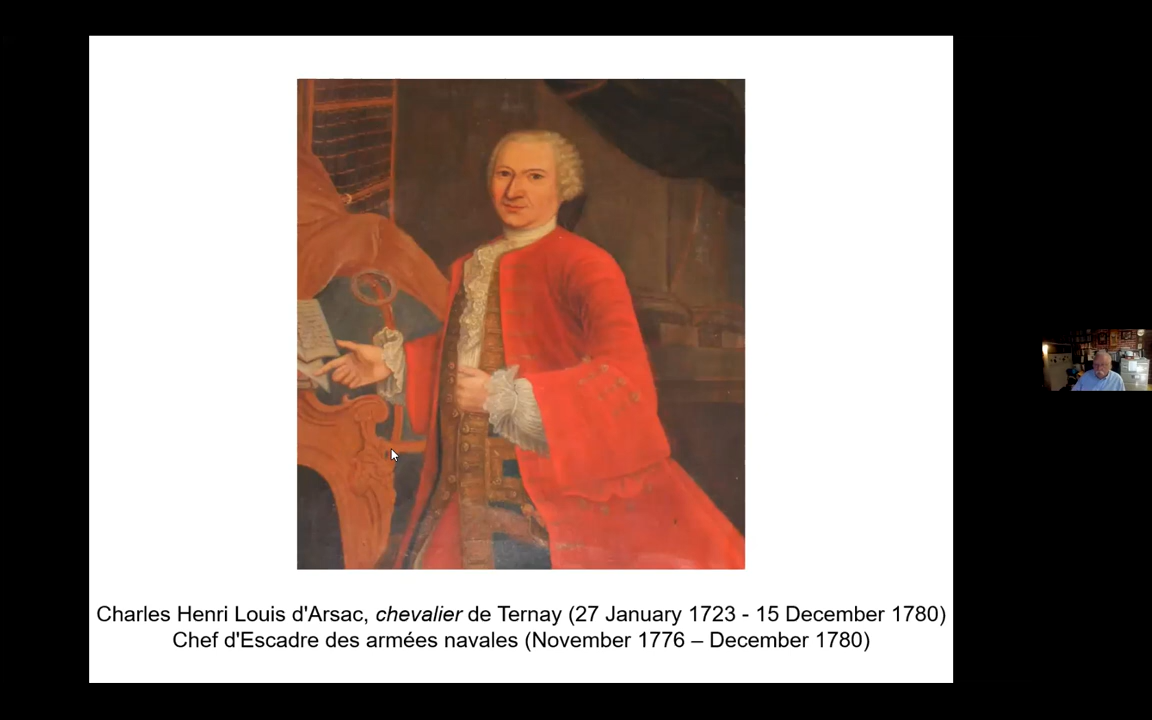 Charles Henri Louis d'Arsac, chevalier de Ternay (27 January 1723 - 15 December 1780)
Chef d'Escadre des armées navales (November 1776 – December 1780)